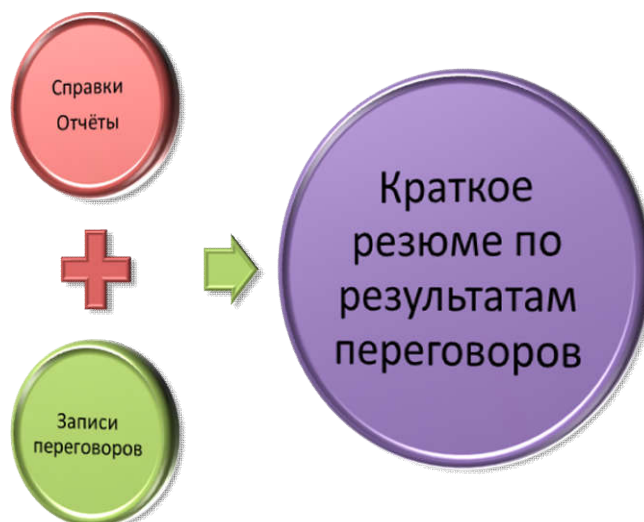 Справки
Отчёты
Записи
переговоров
Краткое
резюме по
результатам
переговоров